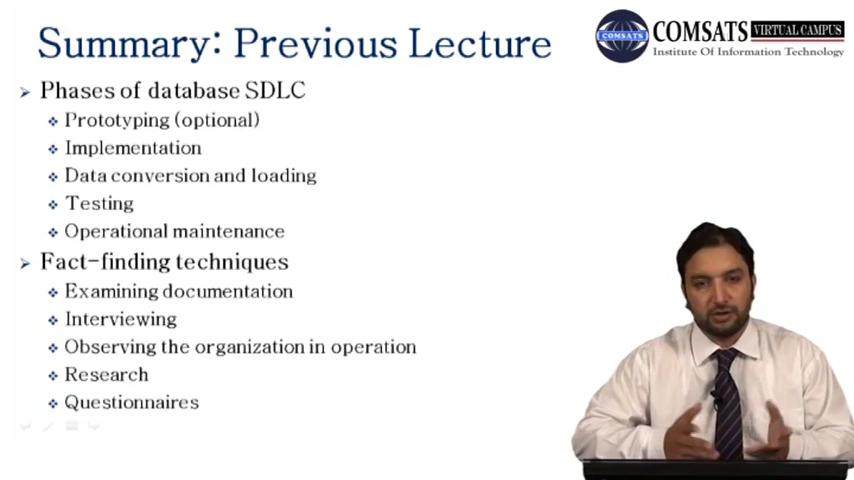 Summary: Previous Lecture
COMSATS VIRTUAL CAMPUS
Institute Of Information Technology
COMSATS
Phases of database SDLC
Prototyping (optional)
Implementation
Data conversion and loading
Testing
Operational maintenance
Fact-finding techniques
Examining documentation
Interviewing
Observing the organization in operation
Research
Questionnaires